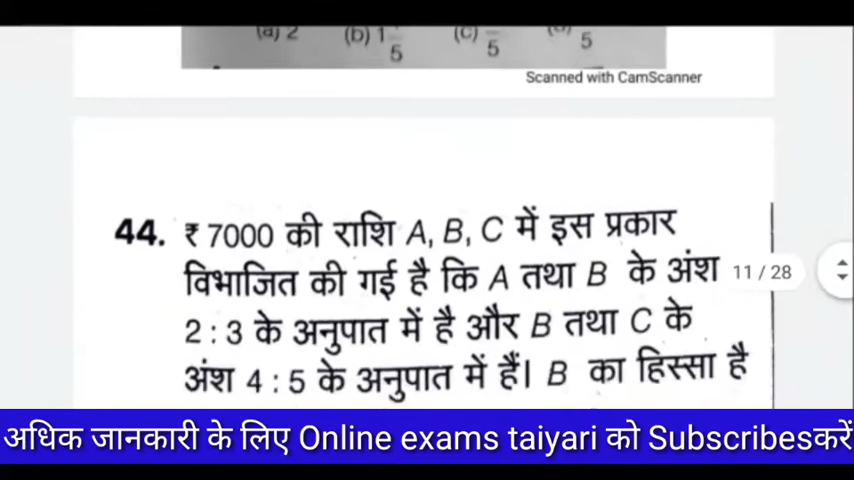 (a) 2 (b) 1 1/5 (c) 5 5
Scanned with CamScanner
44. ₹ 7000 की राशि A, B, C में इस प्रकार
विभाजित की गई है कि A तथा B के अंश
11 / 28
2 : 3 के अनुपात में है और B तथा C के
अंश 4 : 5 के अनुपात में हैं। B का हिस्सा है
अधिक जानकारी के लिए Online exams taiyari को Subscribesकरें